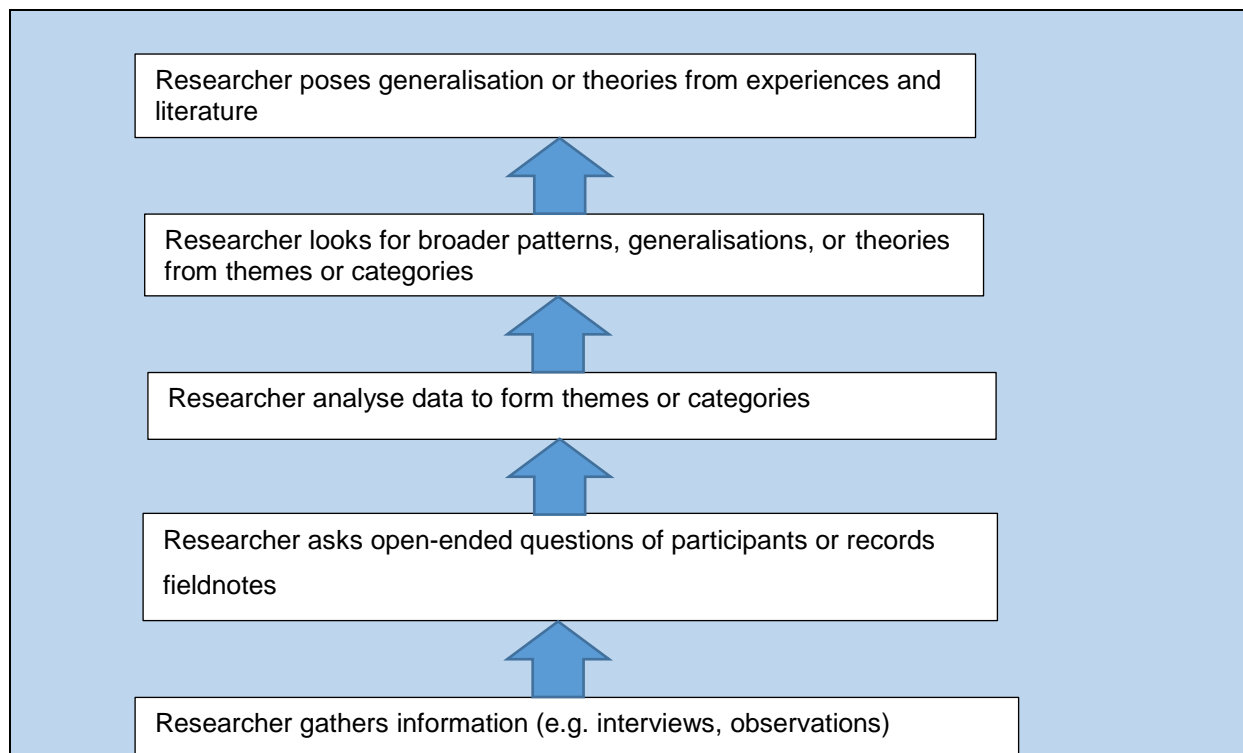 Researcher poses generalisation or theories from experiences and
literature
Researcher looks for broader patterns, generalisations, or theories
from themes or categories
Researcher analyse data to form themes or categories
Researcher asks open-ended questions of participants or records
fieldnotes
Researcher gathers information (e.g. interviews, observations)